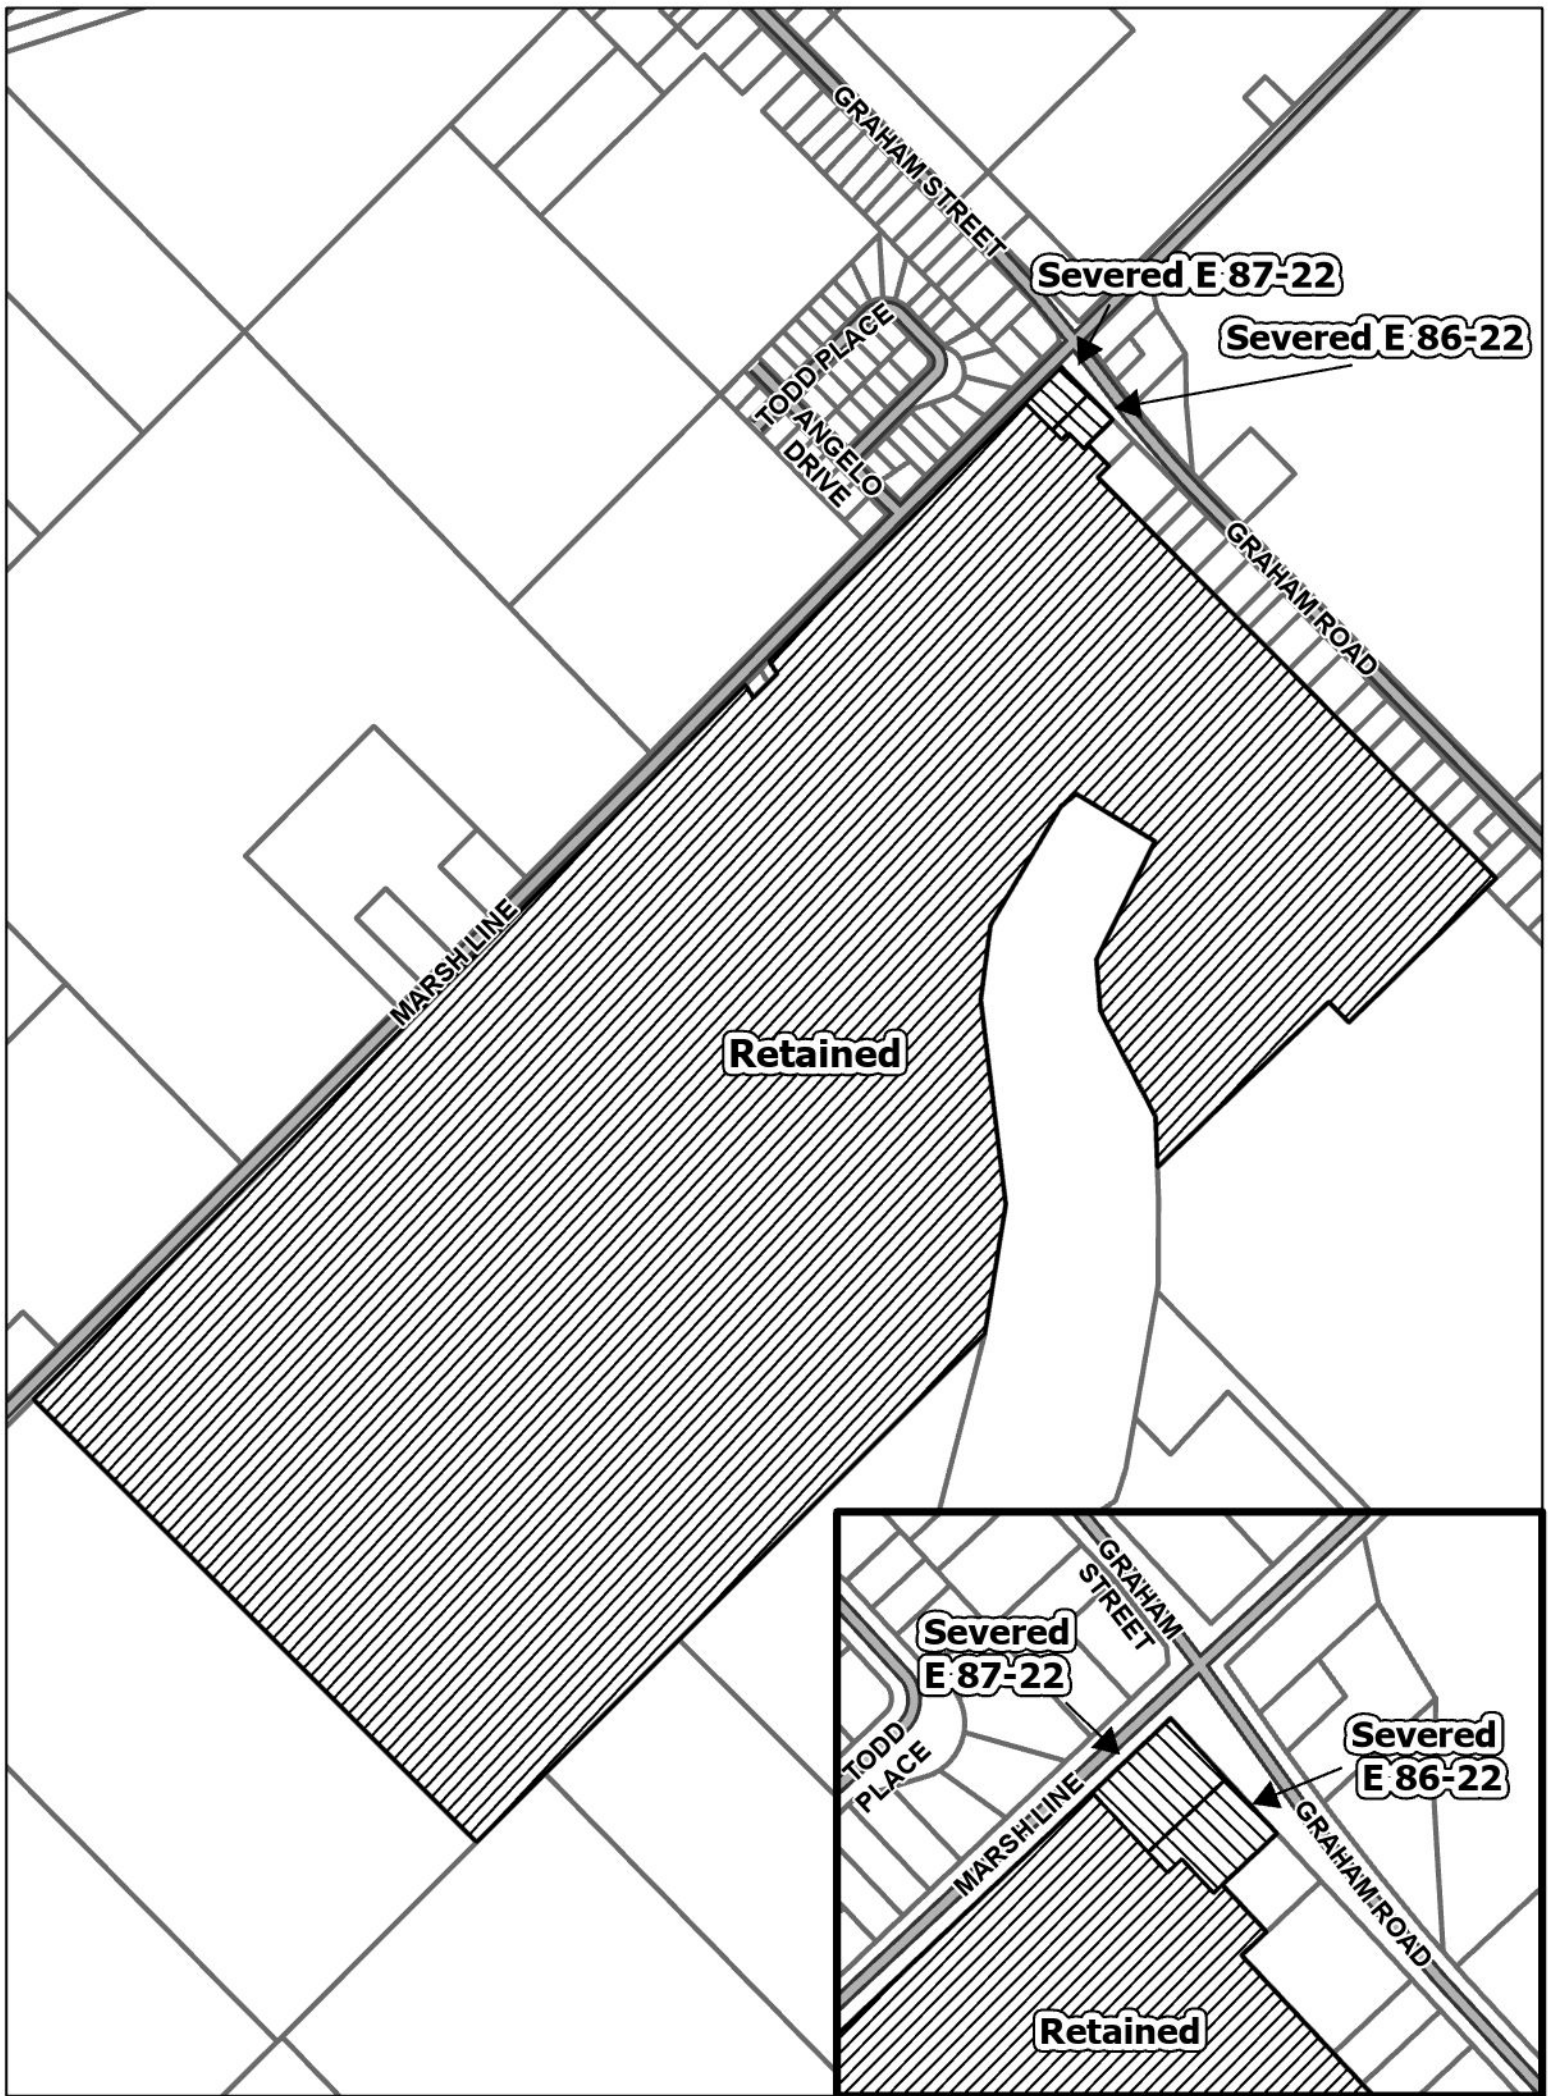 GRAHAM STREET
Severed E 87-22
Severed E 86-22
TODD PLACE
TODD ANGELO
DRIVE
GRAHAM ROAD
MARSH LINE
Retained
GRAHAM
STREET
Severed
E 87-22
Severed
E 86-22
TODD
PLACE
MARSH LINE
GRAHAM ROAD
Retained